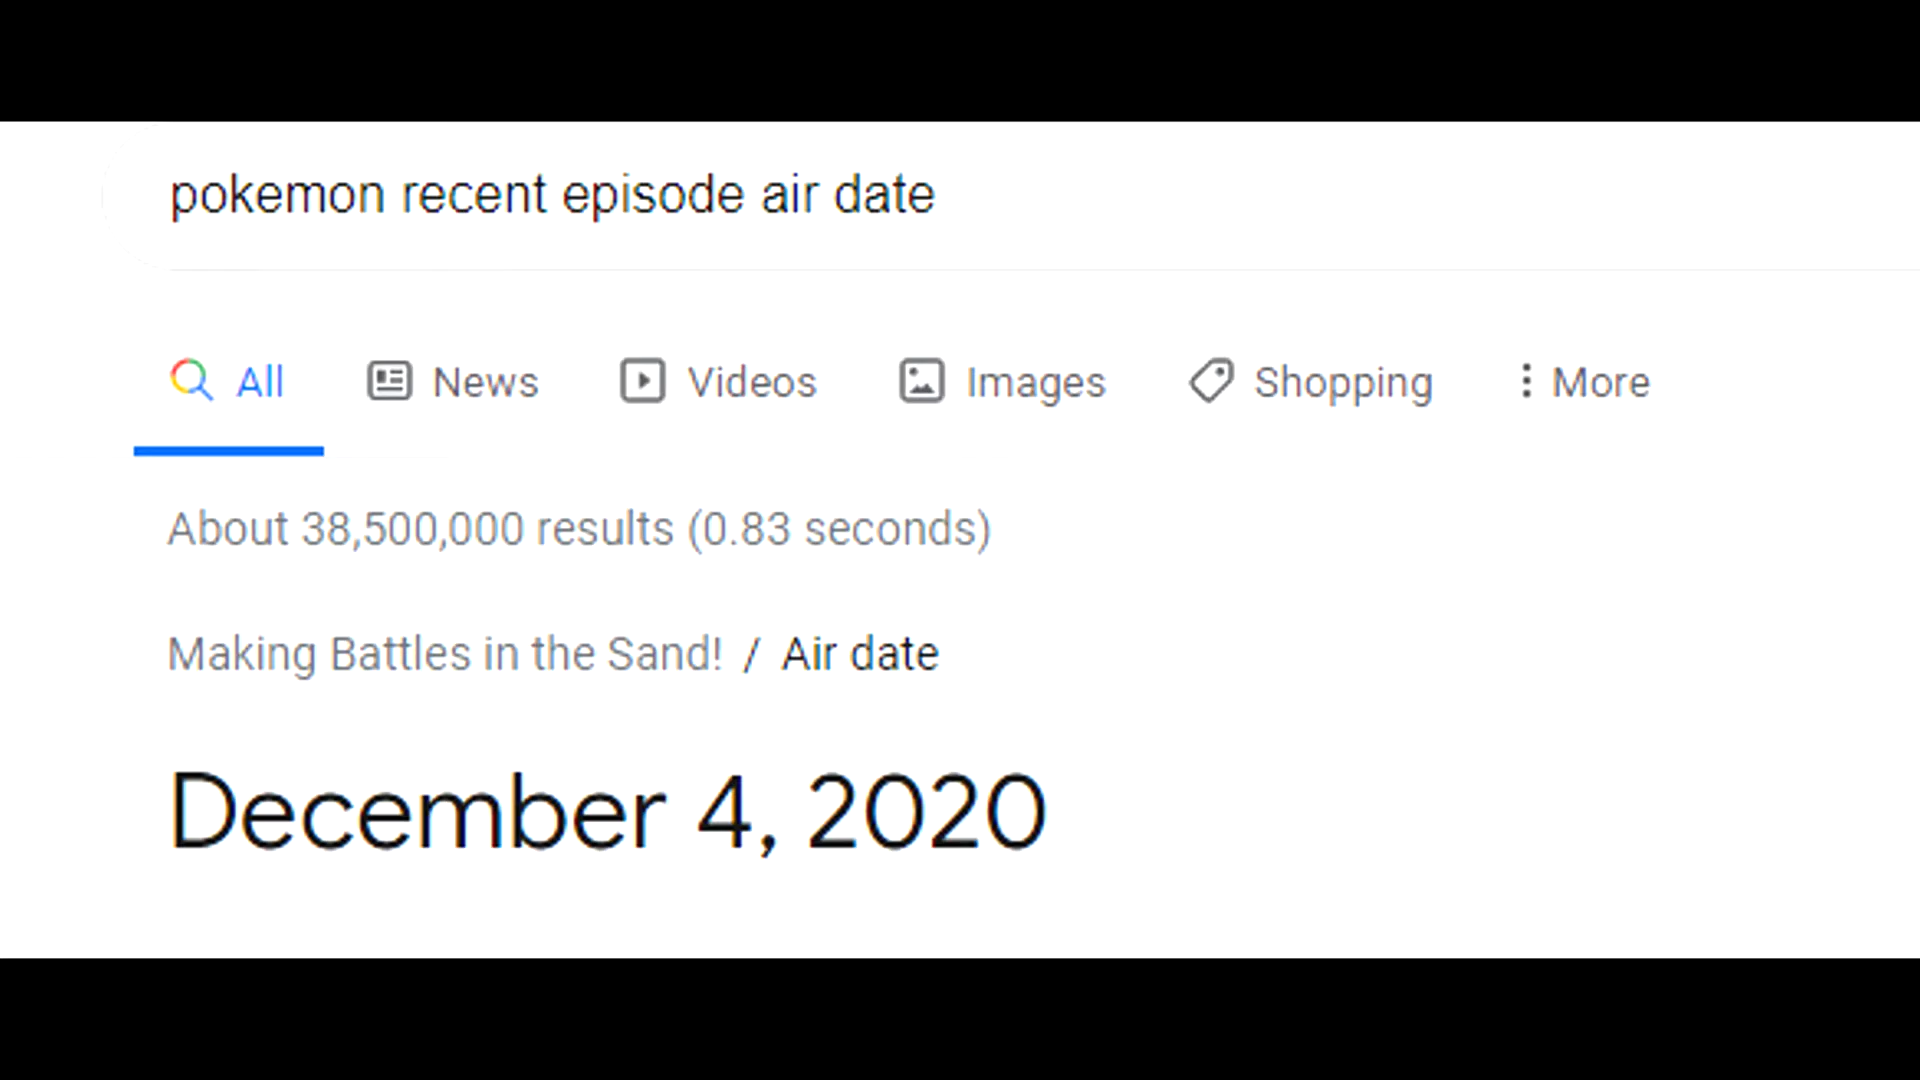 pokemon recent episode air date
All News Videos Images Shopping More
About 38,500,000 results (0.83 seconds)
Making Battles in the Sand! / Air date
December 4, 2020